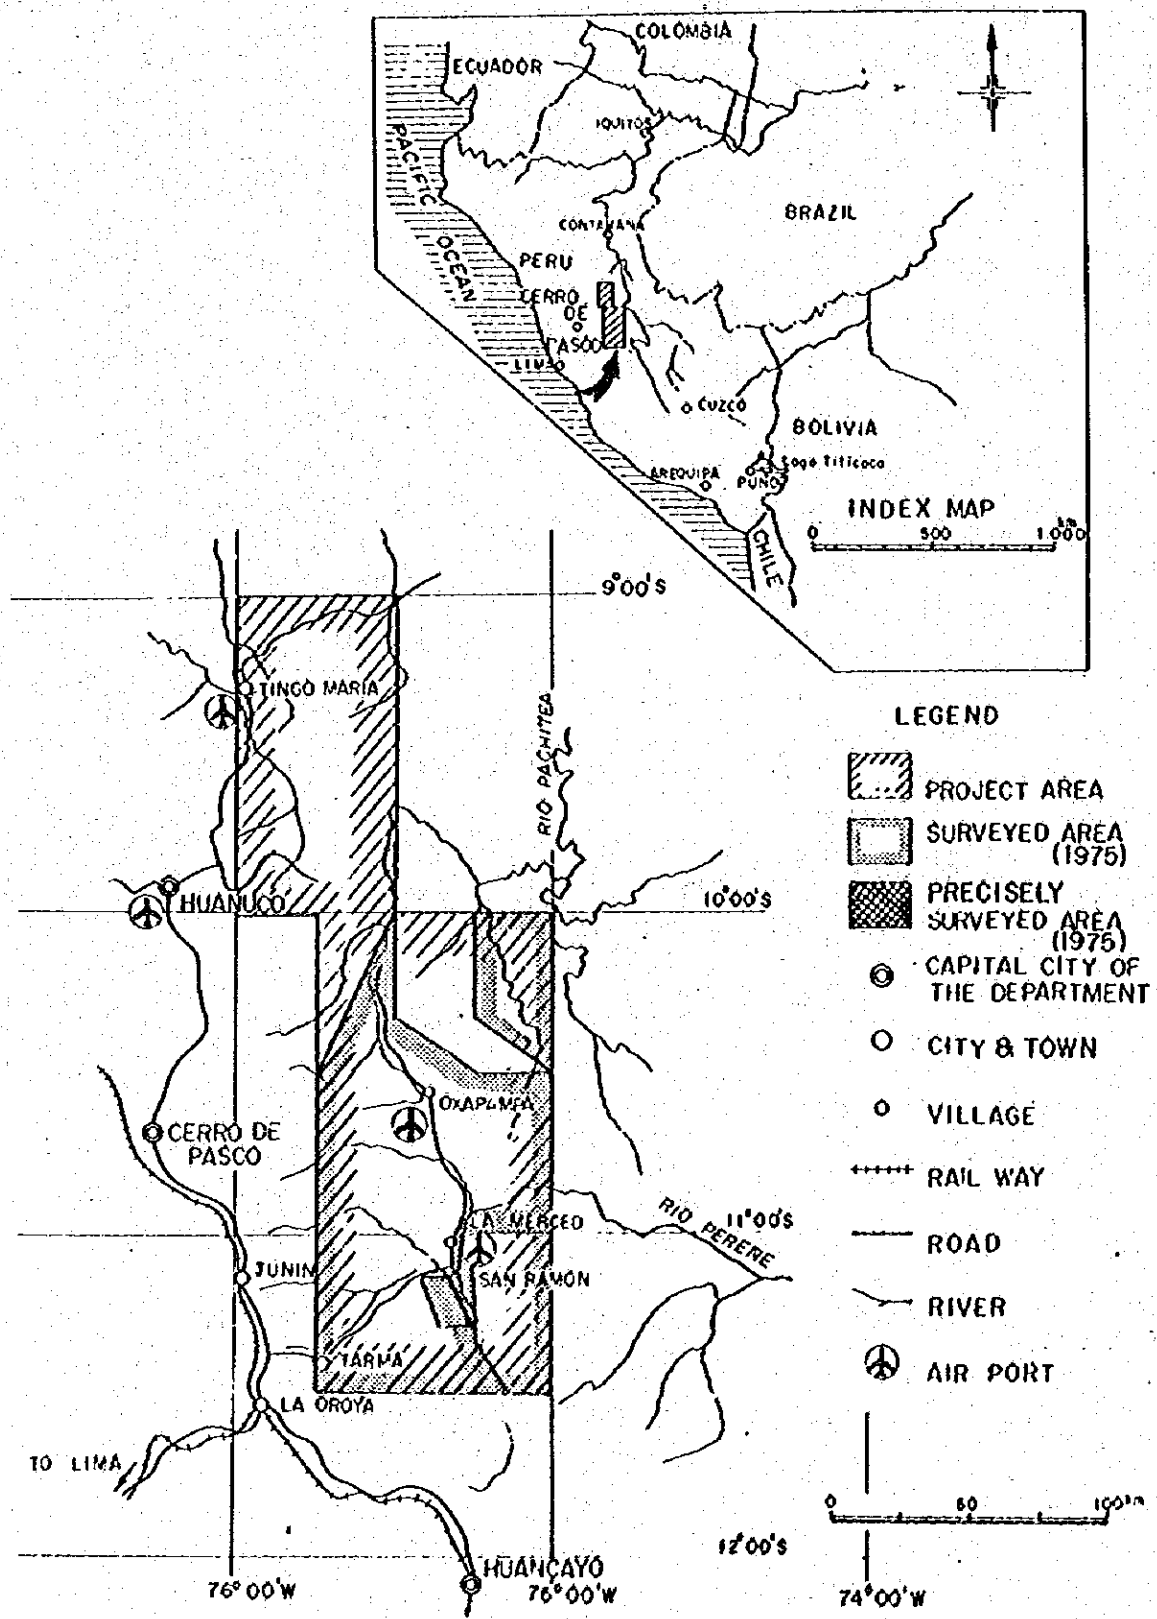 COLOMBIA
ECUADOR
IQUITOS
PACIFIC
OCEAN
BRAZIL
CONTAMANA
PERU
CERRO
DE
PASCO
LIMA
CUZCO
BOLIVIA
AREQUIPA
PUNO
CHILE
INDEX MAP
0 500 1.000 km
9°00'S
TINGO MARIA
RIO PACHITEA
HUANUCO
10°00'S
OXAPAMPA
CERRO DE
PASCO
LA MERCED
11°00'S
RIO PERENE
JUNIN
SAN RAMON
TARMA
LA OROYA
TO LIMA
12°00'S
HUANCAYO
76°00'W
76°00'W
74°00'W
LEGEND
PROJECT AREA
SURVEYED AREA
(1975)
PRECISELY
SURVEYED AREA
(1975)
CAPITAL CITY OF
THE DEPARTMENT
CITY & TOWN
VILLAGE
RAIL WAY
ROAD
RIVER
AIR PORT
0 50 100 km